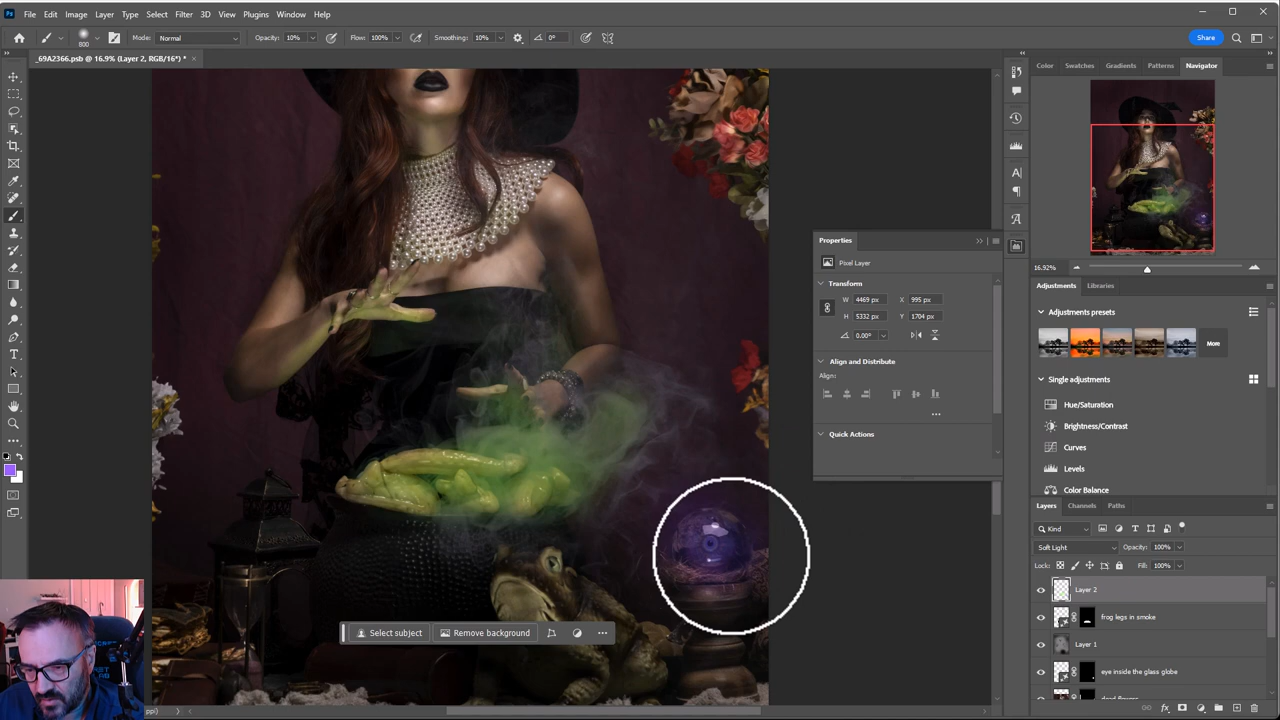 Ps File Edit Image Layer Type Select Filter 3D View Plugins Window Help
800 Mode: Normal Opacity: 10% Flow: 100% Smoothing: 10% 0° Share
_69A2366.psb @ 16.9% (Layer 2, RGB/16*) * ×
Color Swatches Gradients Patterns Navigator
16.92%
Properties
Pixel Layer
Transform
W 4469 px X 995 px
H 5332 px Y 1704 px
0.00°
Align and Distribute
Align:
Quick Actions
Adjustments Libraries
Adjustments presets
More
Single adjustments
Hue/Saturation
Brightness/Contrast
Curves
Levels
Color Balance
Layers Channels Paths
Kind
Soft Light Opacity: 100%
Lock: Fill: 100%
Layer 2
frog legs in smoke
Layer 1
eye inside the glass globe
Select subject Remove background
ppi)